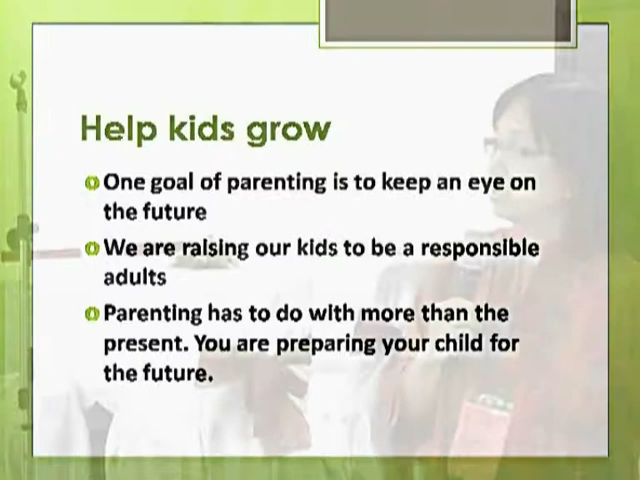 Help kids grow
One goal of parenting is to keep an eye on
the future
We are raising our kids to be a responsible
adults
Parenting has to do with more than the
present. You are preparing your child for
the future.